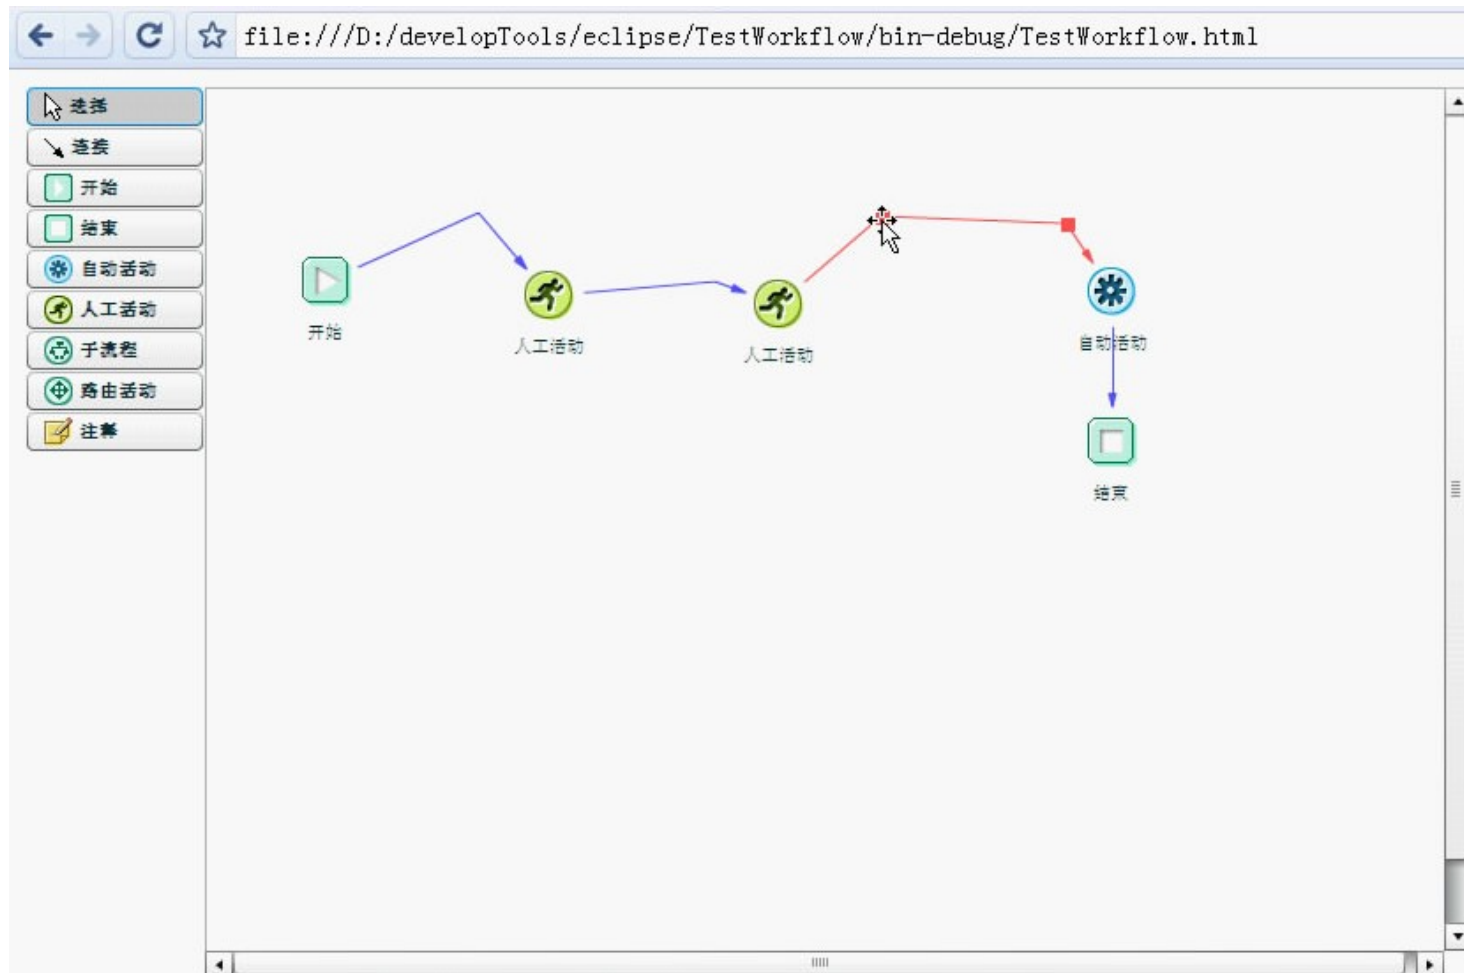 file:///D:/developTools/eclipse/TestWorkflow/bin-debug/TestWorkflow.html
选择
连接
开始
结束
自动活动
人工活动
子流程
路由活动
注释
开始
人工活动
人工活动
自动活动
结束